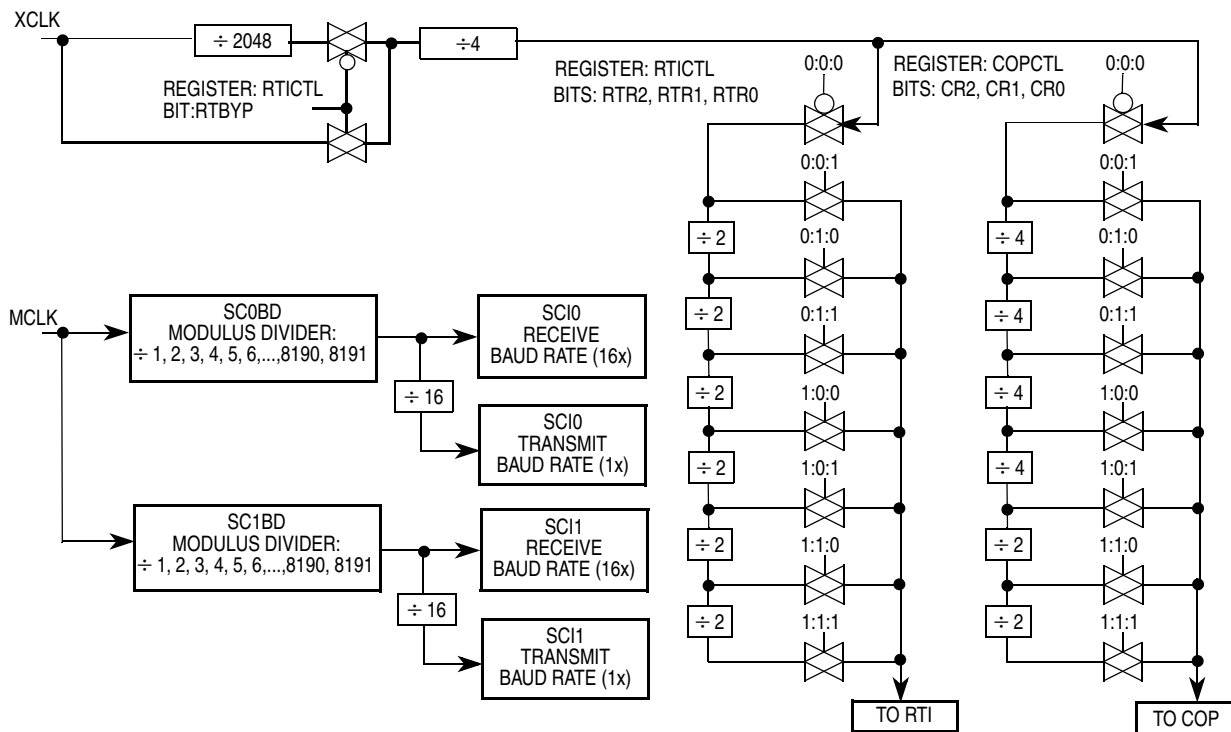 XCLK
÷ 2048
÷4
REGISTER: RTICTL
BIT:RTBYP
REGISTER: RTICTL
BITS: RTR2, RTR1, RTR0
0:0:0
REGISTER: COPCTL
BITS: CR2, CR1, CR0
0:0:0
0:0:1
÷ 2
0:1:0
÷ 2
0:1:1
÷ 2
1:0:0
÷ 2
1:0:1
÷ 2
1:1:0
÷ 2
1:1:1
TO RTI
0:0:1
÷ 4
0:1:0
÷ 4
0:1:1
÷ 4
1:0:0
÷ 4
1:0:1
÷ 2
1:1:0
÷ 2
1:1:1
TO COP
MCLK
SC0BD
MODULUS DIVIDER:
÷ 1, 2, 3, 4, 5, 6,...,8190, 8191
SCI0
RECEIVE
BAUD RATE (16x)
÷ 16
SCI0
TRANSMIT
BAUD RATE (1x)
SC1BD
MODULUS DIVIDER:
÷ 1, 2, 3, 4, 5, 6,...,8190, 8191
SCI1
RECEIVE
BAUD RATE (16x)
÷ 16
SCI1
TRANSMIT
BAUD RATE (1x)